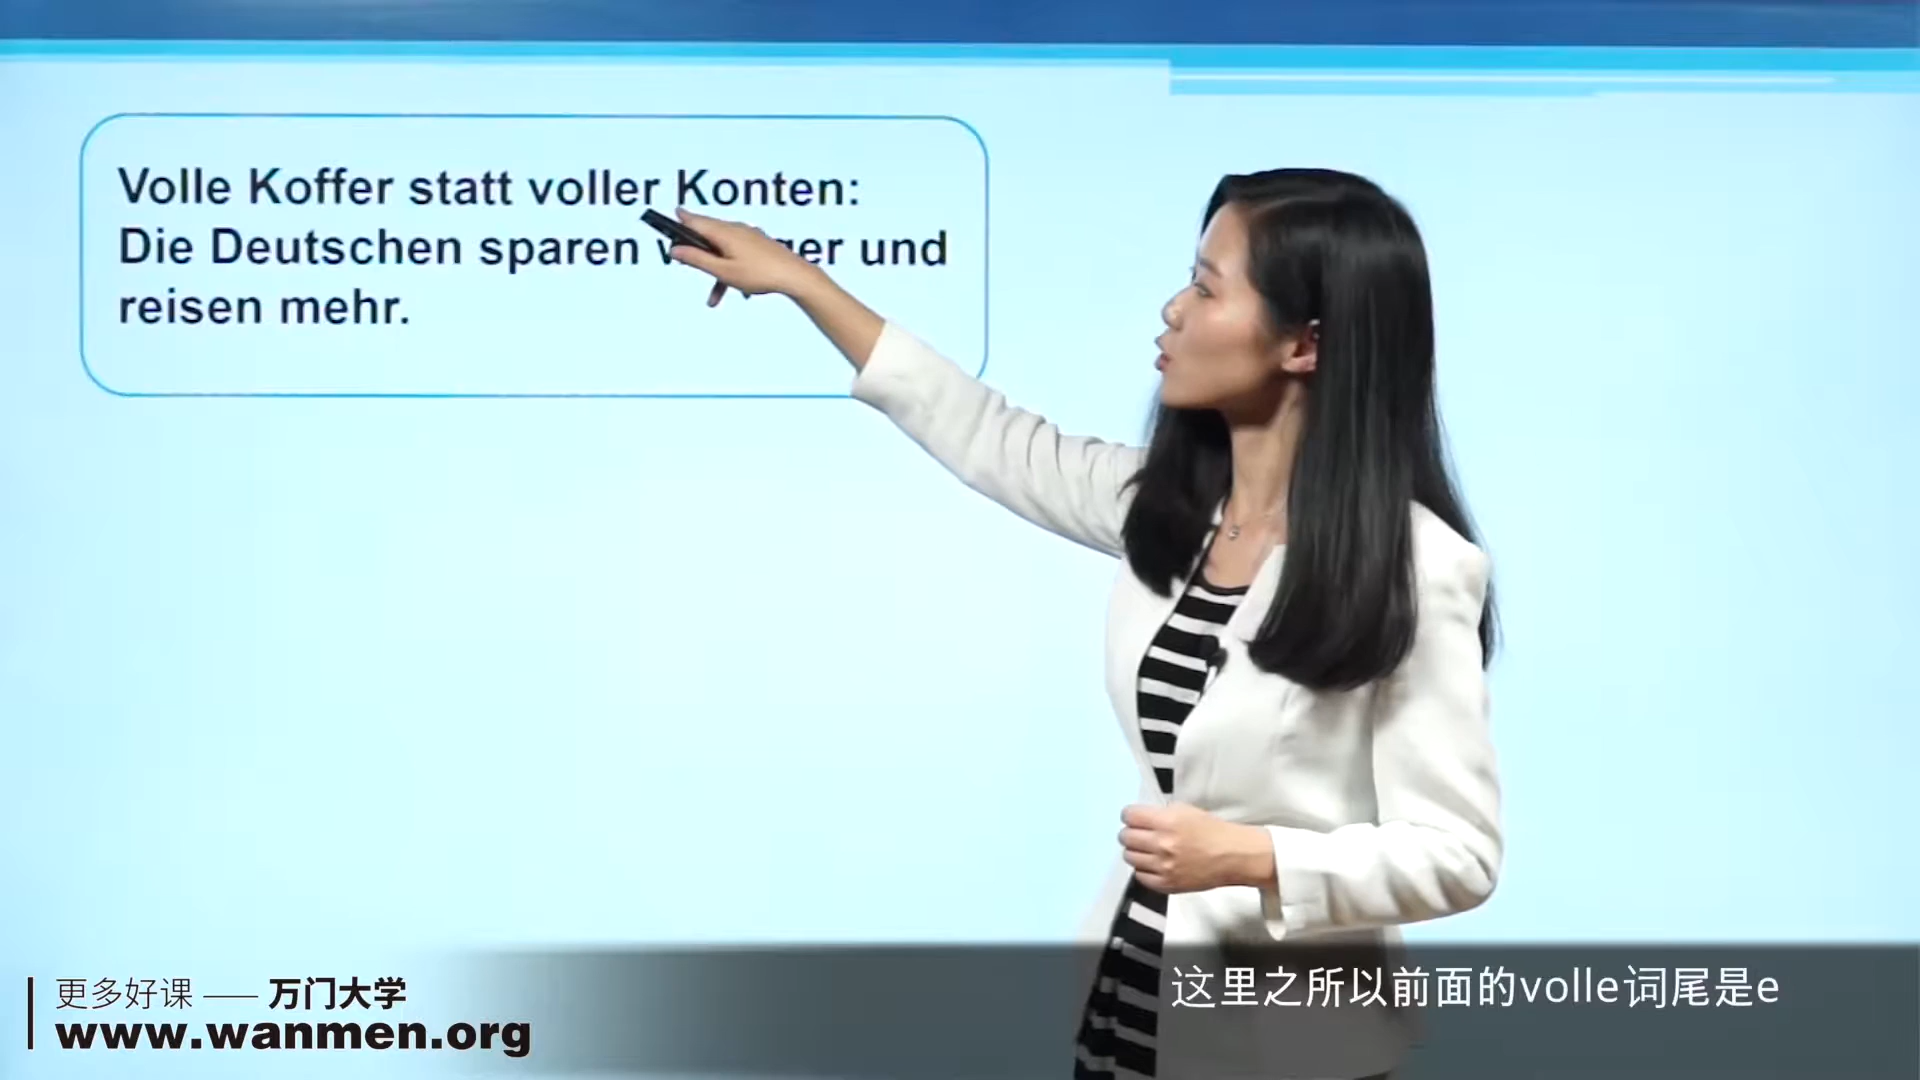 Volle Koffer statt voller Konten:
Die Deutschen sparen und
reisen mehr.
这里之所以前面的volle词尾是e
更多好课 —— 万门大学
www.wanmen.org